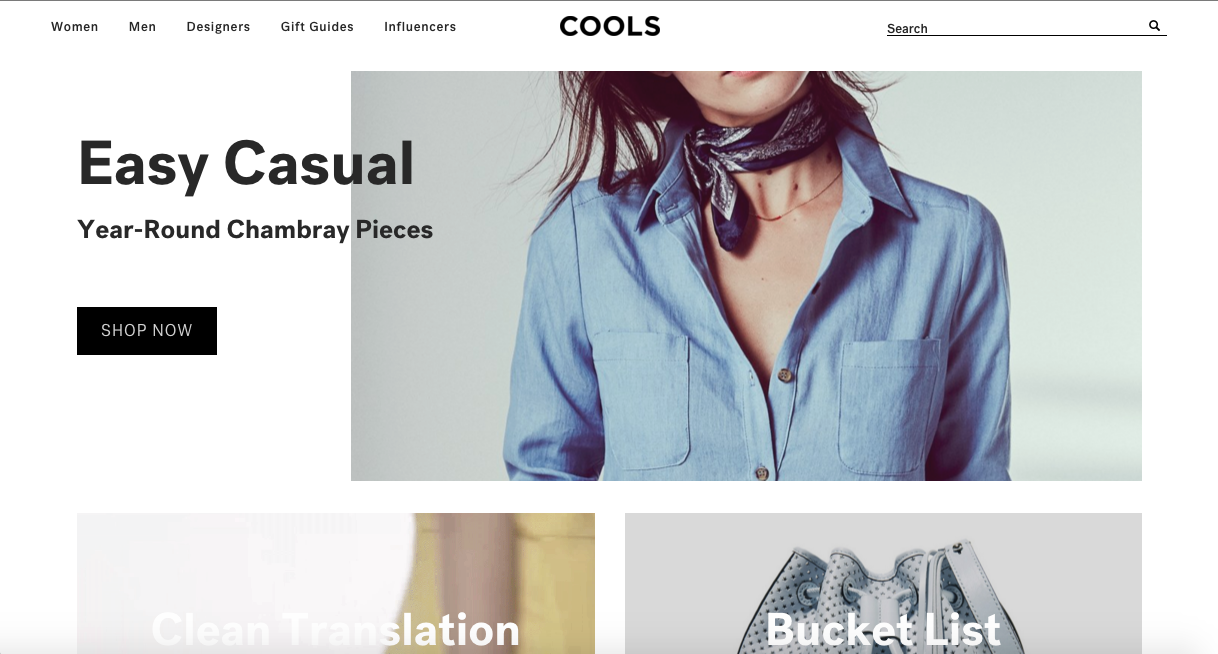 Women Men Designers Gift Guides Influencers COOLS Search
Easy Casual
Year-Round Chambray Pieces
SHOP NOW
Clean Translation
Bucket List